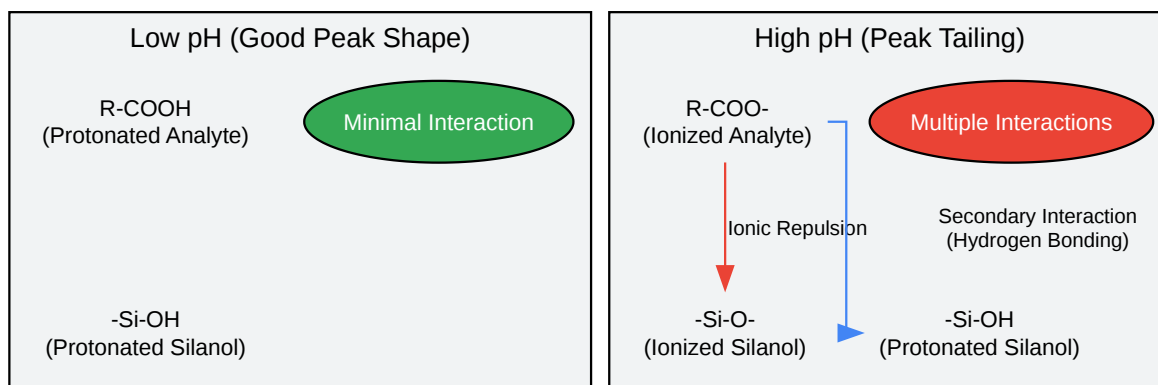 Low pH (Good Peak Shape)
R-COOH
(Protonated Analyte)
Minimal Interaction
-Si-OH
(Protonated Silanol)
High pH (Peak Tailing)
R-COO-
(Ionized Analyte)
Multiple Interactions
Ionic Repulsion
Secondary Interaction
(Hydrogen Bonding)
-Si-O-
(Ionized Silanol)
-Si-OH
(Protonated Silanol)